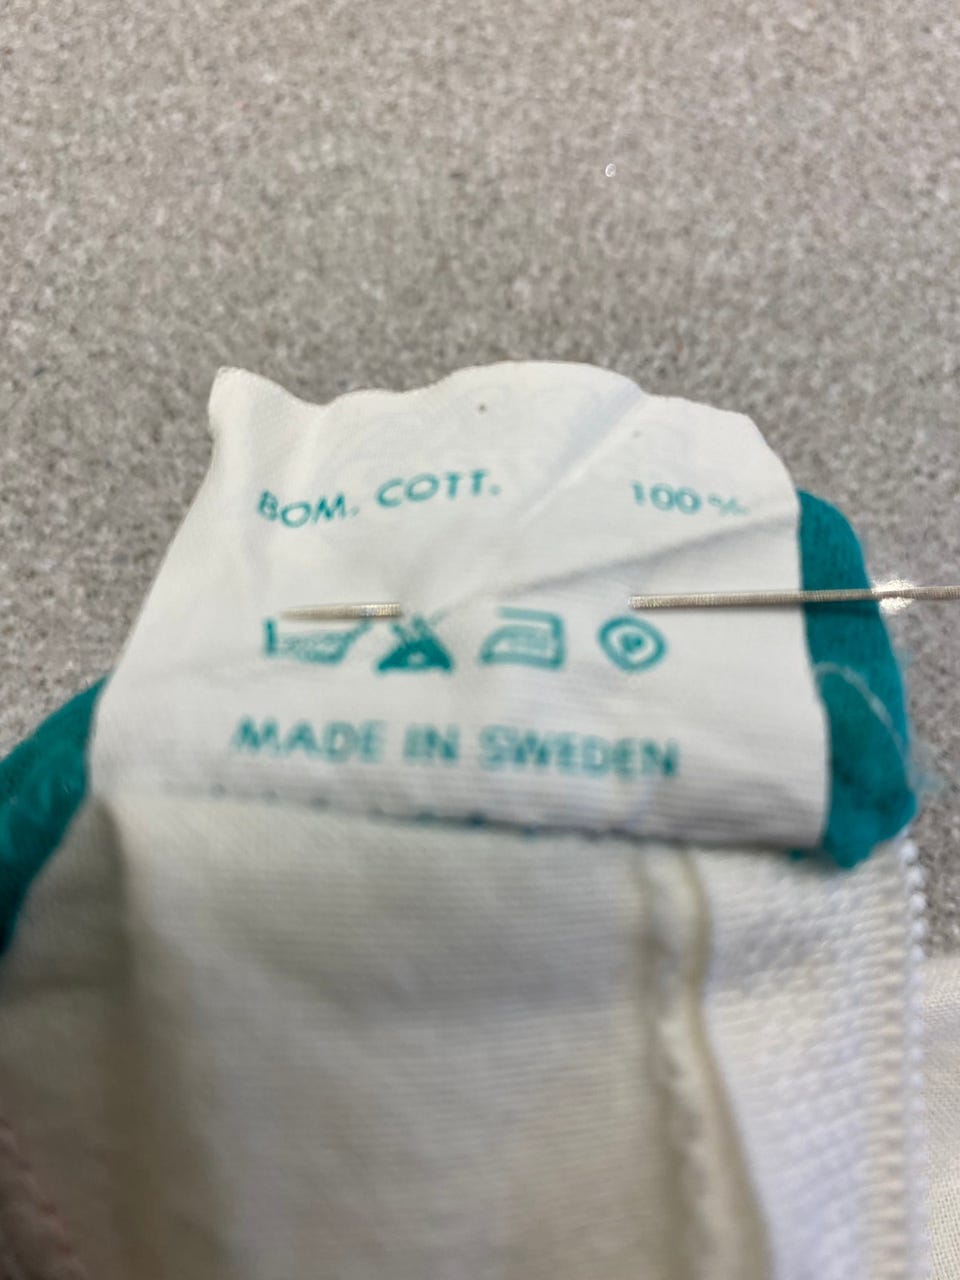 BOM. COTT. 100%
P
MADE IN SWEDEN